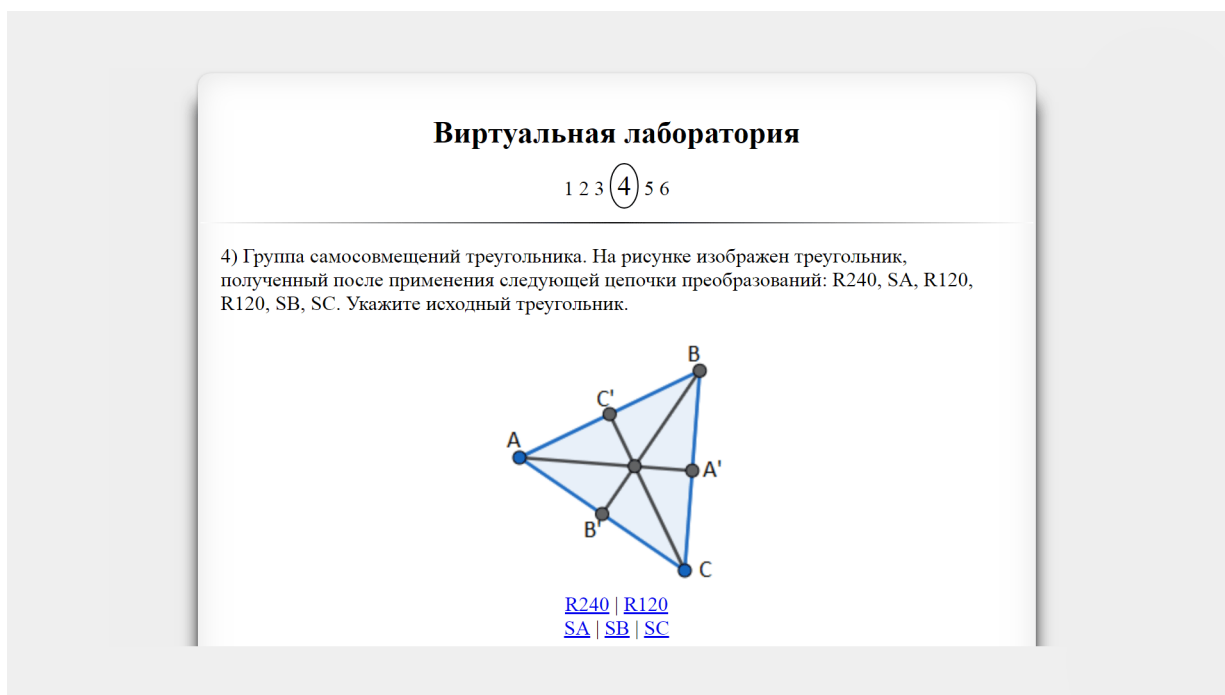 Виртуальная лаборатория
1 2 3 4 5 6
4) Группа самосовмещений треугольника. На рисунке изображен треугольник,
полученный после применения следующей цепочки преобразований: R240, SA, R120,
R120, SB, SC. Укажите исходный треугольник.
B
C'
A
A'
B'
C
R240 | R120
SA | SB | SC